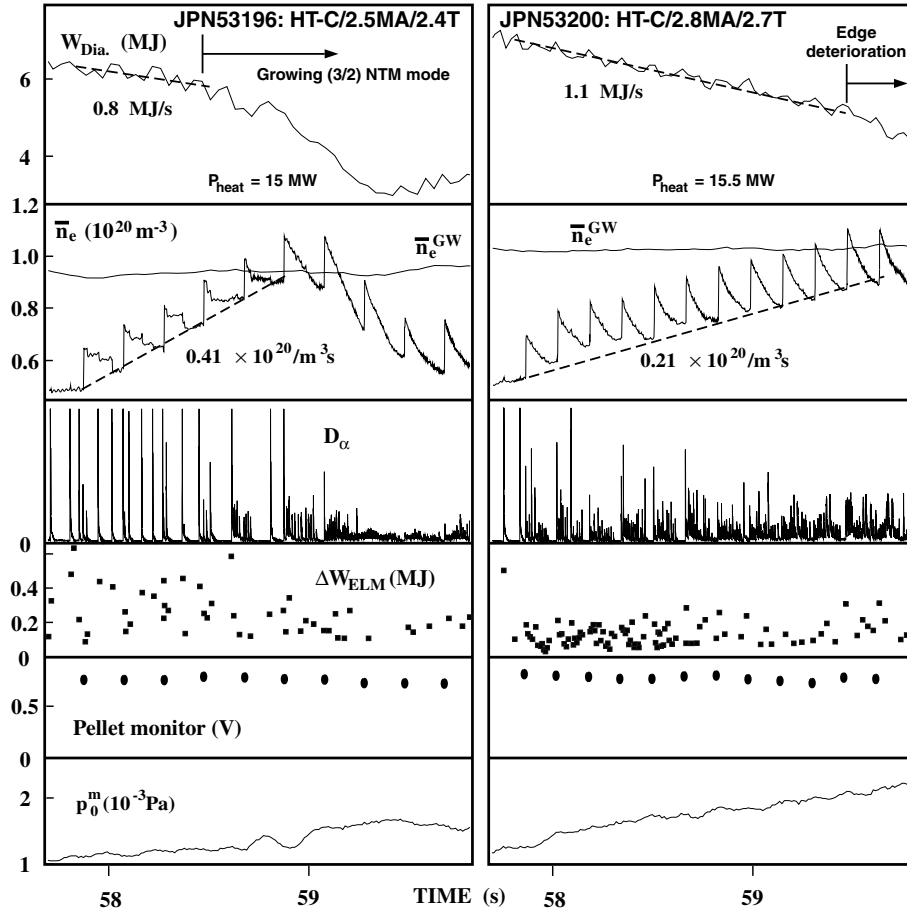 JPN53196: HT-C/2.5MA/2.4T
W_Dia. (MJ)
Growing (3/2) NTM mode
6
0.8 MJ/s
4
P_heat = 15 MW
JPN53200: HT-C/2.8MA/2.7T
Edge
deterioration
1.1 MJ/s
P_heat = 15.5 MW
1.2
n̄_e (10^20 m^-3)
n̄_e^GW
1.0
0.8
0.6
0.41 × 10^20/m^3s
n̄_e^GW
0.21 × 10^20/m^3s
D_α
0
ΔW_ELM (MJ)
0.4
0.2
0
0.5
Pellet monitor (V)
0
2
p_0^m (10^-3 Pa)
1
58 59 TIME (s) 58 59